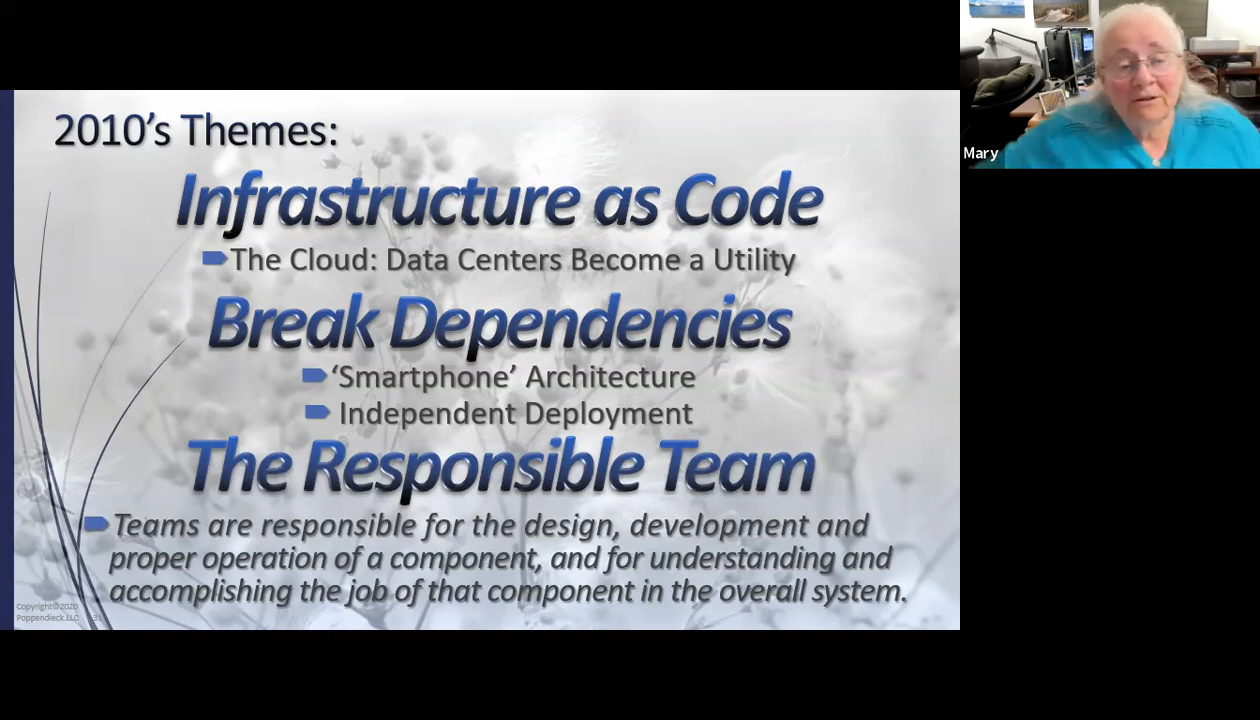 2010's Themes:
Infrastructure as Code
The Cloud: Data Centers Become a Utility
Break Dependencies
‘Smartphone’ Architecture
Independent Deployment
The Responsible Team
Teams are responsible for the design, development and
proper operation of a component, and for understanding and
accomplishing the job of that component in the overall system.
Copyright©2020
Poppendieck.LLC 31
Mary